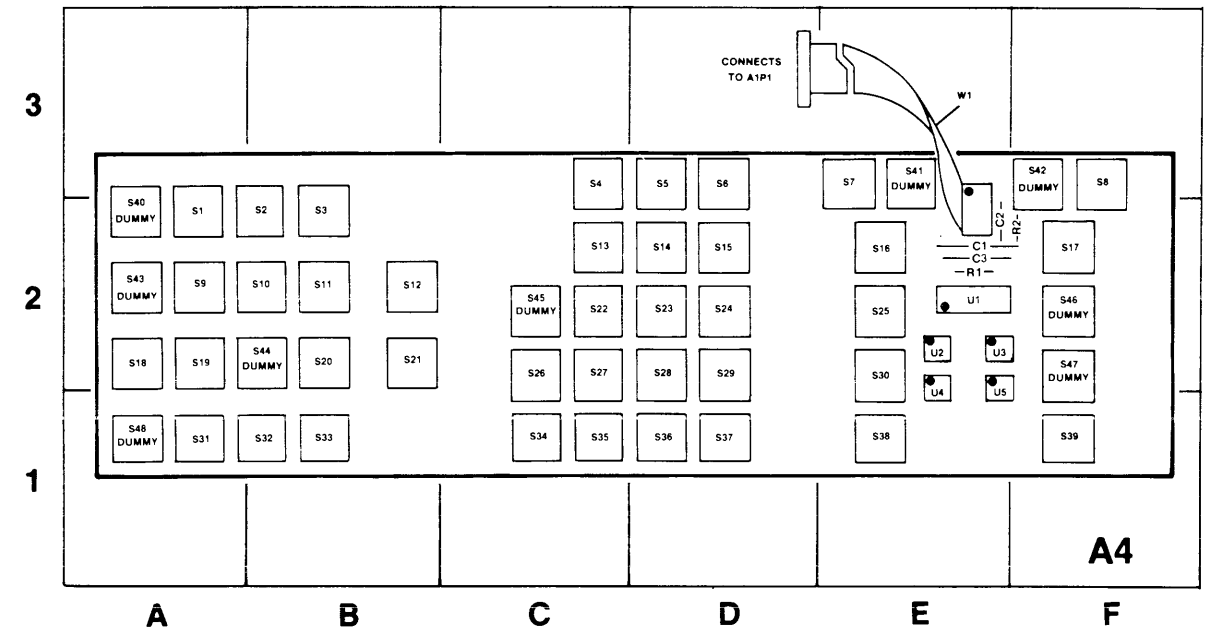 CONNECTS
TO A1P1
W1
3
S4
S5
S6
S7
S41
DUMMY
S42
DUMMY
S8
S40
DUMMY
S1
S2
S3
C2
R2
S13
S14
S15
S16
C1
C3
R1
S17
2
S43
DUMMY
S9
S10
S11
S12
S45
DUMMY
S22
S23
S24
S25
U1
S46
DUMMY
S18
S19
S44
DUMMY
S20
S21
S26
S27
S28
S29
S30
U2
U3
U4
U5
S47
DUMMY
1
S48
DUMMY
S31
S32
S33
S34
S35
S36
S37
S38
S39
A4
A
B
C
D
E
F